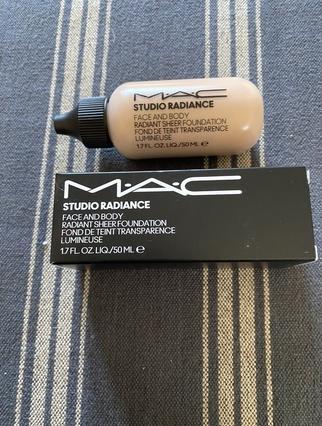 M·A·C
STUDIO RADIANCE
FACE AND BODY
RADIANT SHEER FOUNDATION
FOND DE TEINT TRANSPARENCE
LUMINEUSE
1.7 FL. OZ. LIQ./50 ML ℮
M·A·C
STUDIO RADIANCE
FACE AND BODY
RADIANT SHEER FOUNDATION
FOND DE TEINT TRANSPARENCE
LUMINEUSE
1.7 FL. OZ. LIQ./50 ML ℮